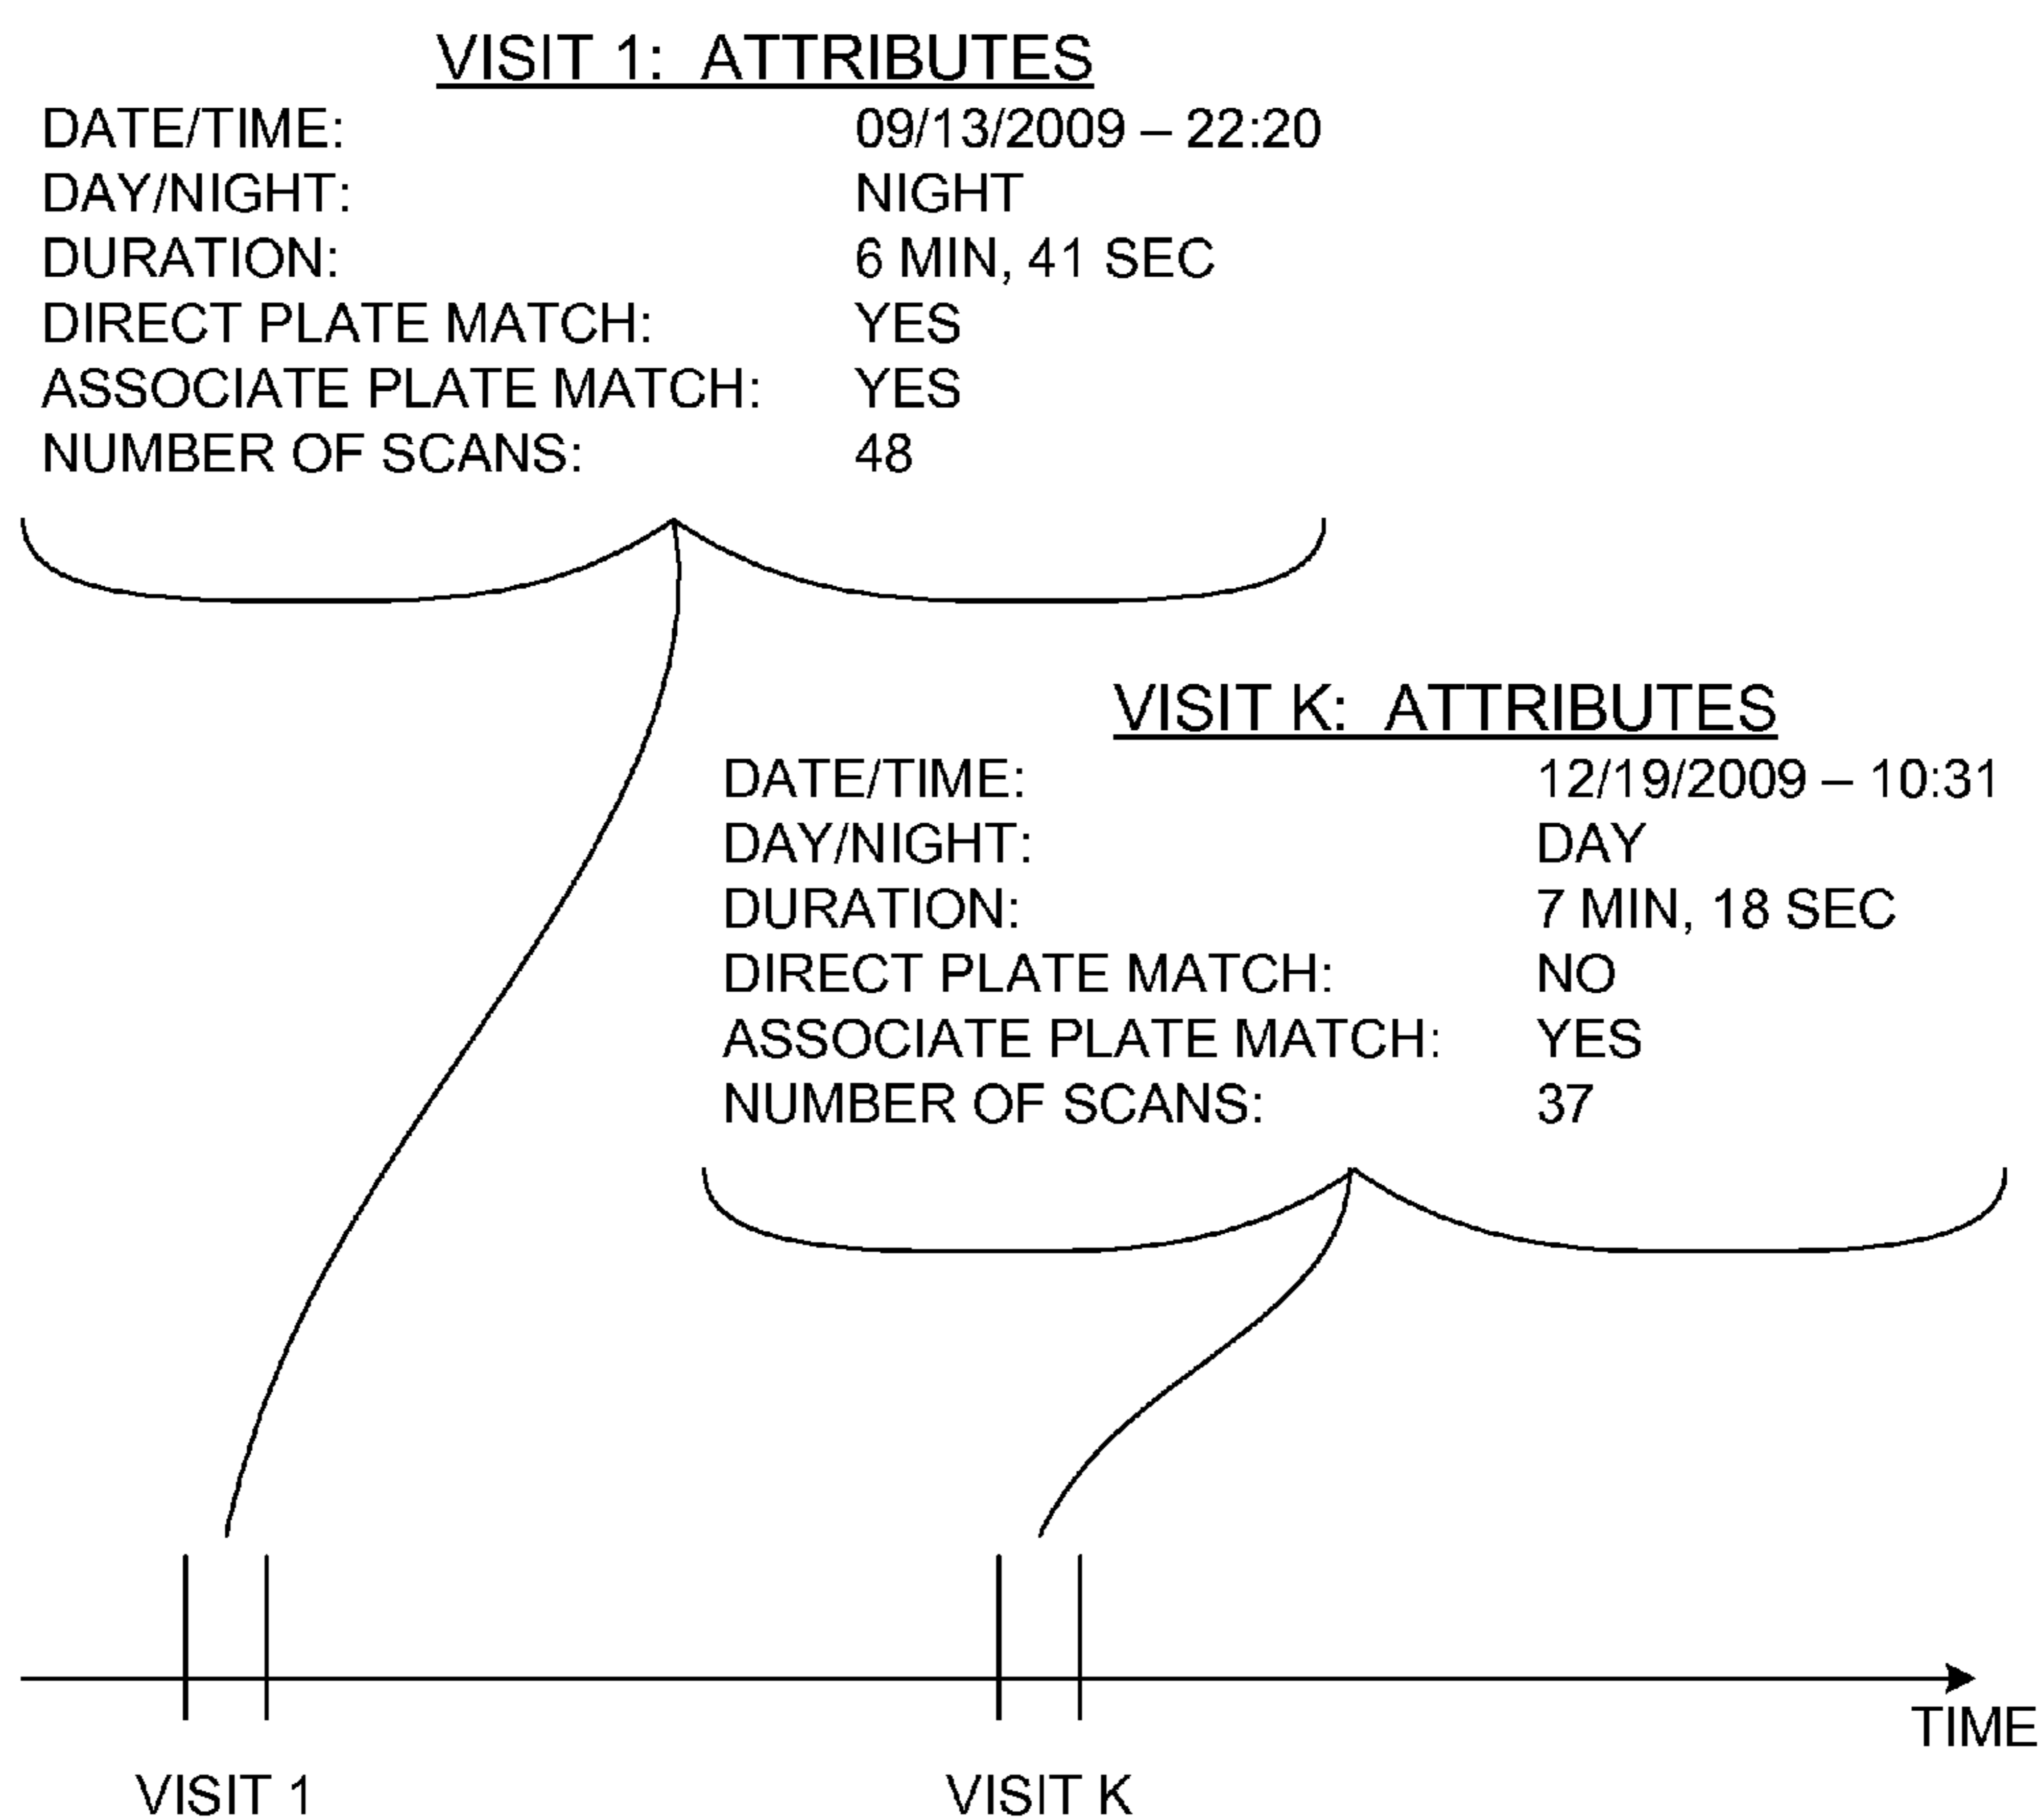 VISIT 1: ATTRIBUTES
DATE/TIME: 09/13/2009 – 22:20
DAY/NIGHT: NIGHT
DURATION: 6 MIN, 41 SEC
DIRECT PLATE MATCH: YES
ASSOCIATE PLATE MATCH: YES
NUMBER OF SCANS: 48
VISIT K: ATTRIBUTES
DATE/TIME: 12/19/2009 – 10:31
DAY/NIGHT: DAY
DURATION: 7 MIN, 18 SEC
DIRECT PLATE MATCH: NO
ASSOCIATE PLATE MATCH: YES
NUMBER OF SCANS: 37
TIME
VISIT 1 VISIT K